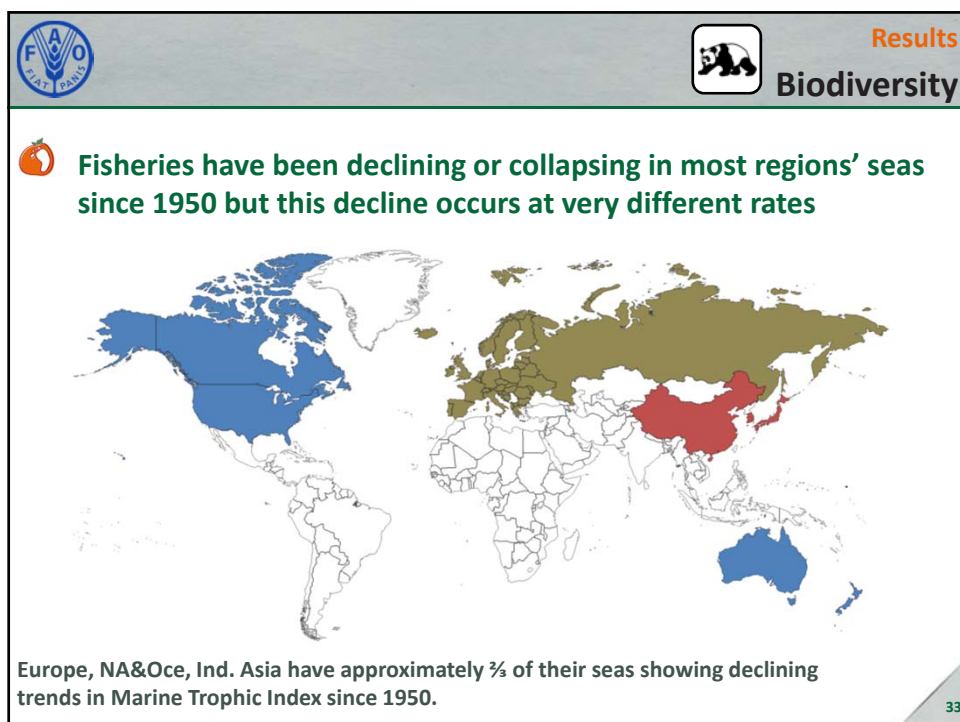 F A O
FIAT PANIS
Results
Biodiversity
Fisheries have been declining or collapsing in most regions’ seas
since 1950 but this decline occurs at very different rates
Europe, NA&Oce, Ind. Asia have approximately ⅔ of their seas showing declining
trends in Marine Trophic Index since 1950.
33